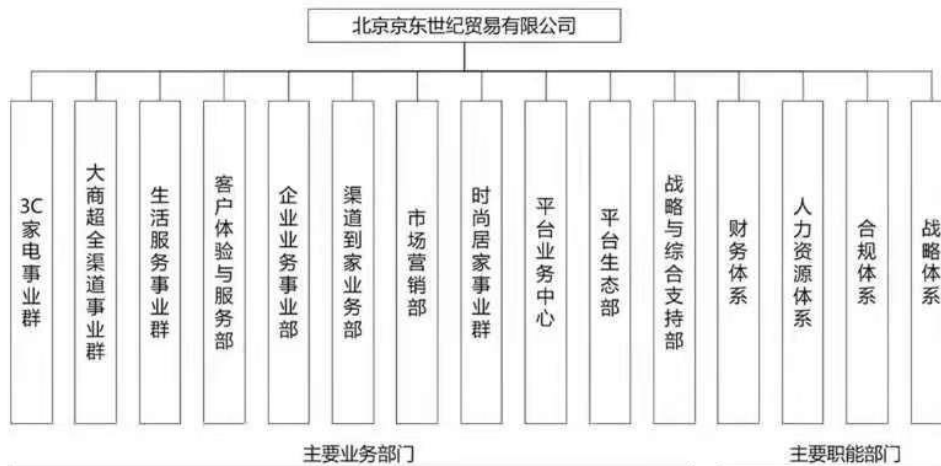 北京京东世纪贸易有限公司
3C家电事业群
大商超全渠道事业群
生活服务事业群
客户体验与服务部
企业业务事业部
渠道到家业务部
市场营销部
时尚居家事业群
平台业务中心
平台生态部
战略与综合支持部
财务体系
人力资源体系
合规体系
战略体系
主要业务部门
主要职能部门